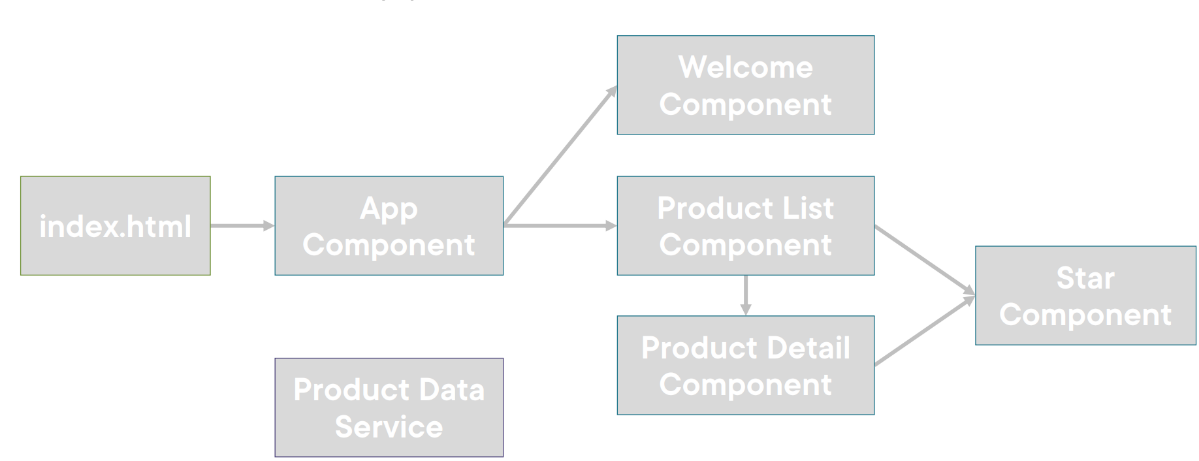 Welcome
Component
index.html
App
Component
Product List
Component
Star
Component
Product Detail
Component
Product Data
Service